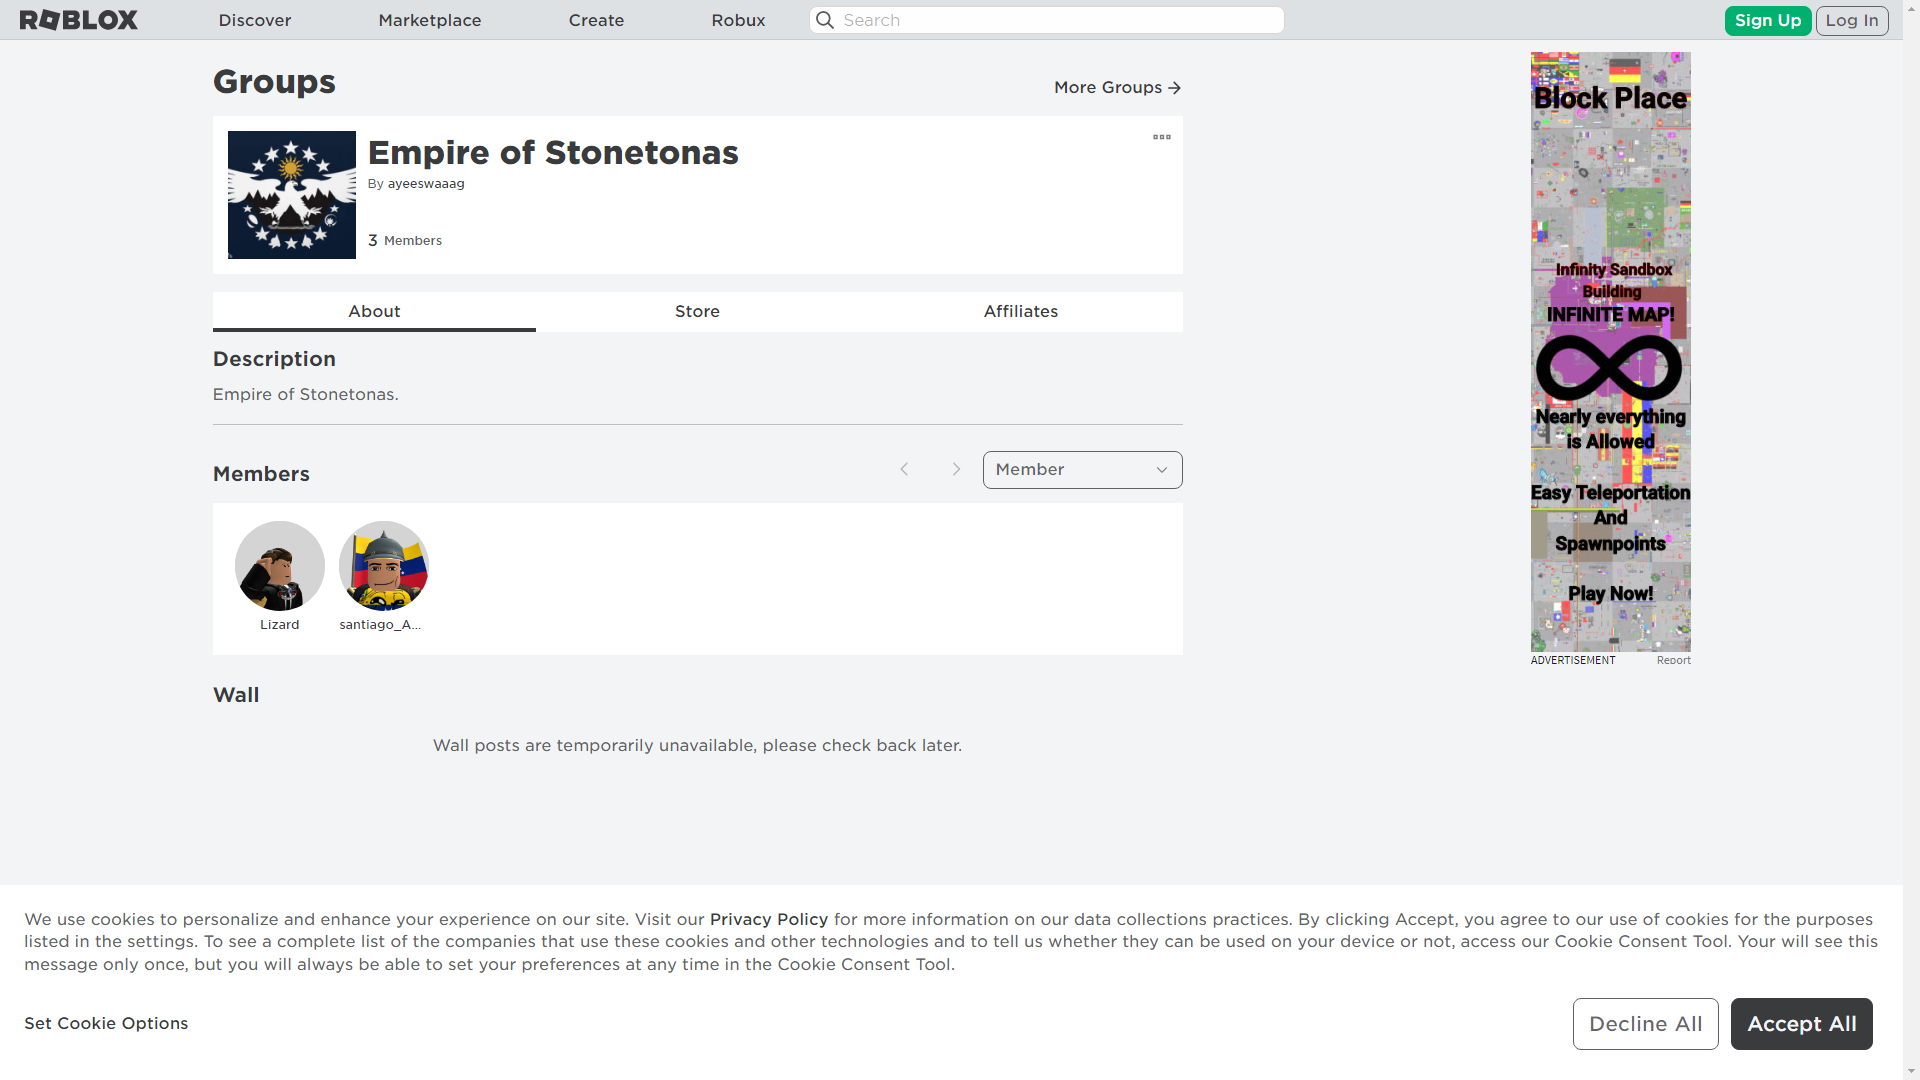 ROBLOX
Discover
Marketplace
Create
Robux
Search
Sign Up
Log In
Groups
More Groups
Empire of Stonetonas
By ayeeswaaag
3 Members
About
Store
Affiliates
Description
Empire of Stonetonas.
Members
Member
Lizard
santiago_A...
Wall
Wall posts are temporarily unavailable, please check back later.
Block Place
Infinity Sandbox
Building
INFINITE MAP!
Nearly everything
is Allowed
Easy Teleportation
And
Spawnpoints
Play Now!
ADVERTISEMENT
Report
We use cookies to personalize and enhance your experience on our site. Visit our Privacy Policy for more information on our data collections practices. By clicking Accept, you agree to our use of cookies for the purposes
listed in the settings. To see a complete list of the companies that use these cookies and other technologies and to tell us whether they can be used on your device or not, access our Cookie Consent Tool. Your will see this
message only once, but you will always be able to set your preferences at any time in the Cookie Consent Tool.
Set Cookie Options
Decline All
Accept All